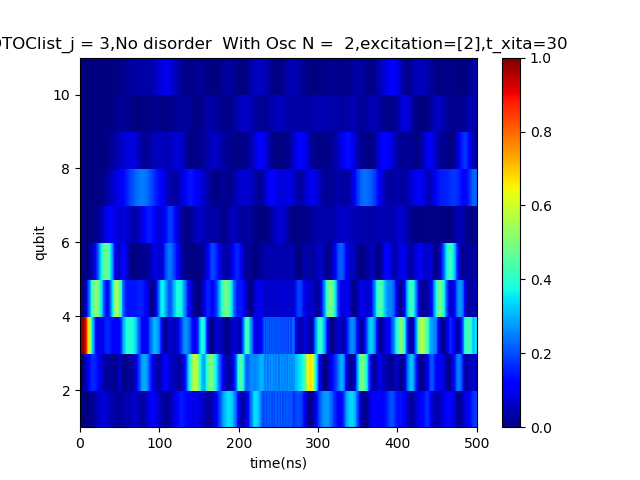 TOClist_j = 3,No disorder  With Osc N =  2,excitation=[2],t_xita=30
1.0
10
0.8
8
0.6
qubit
6
0.4
4
0.2
2
0.0
0 100 200 300 400 500
time(ns)